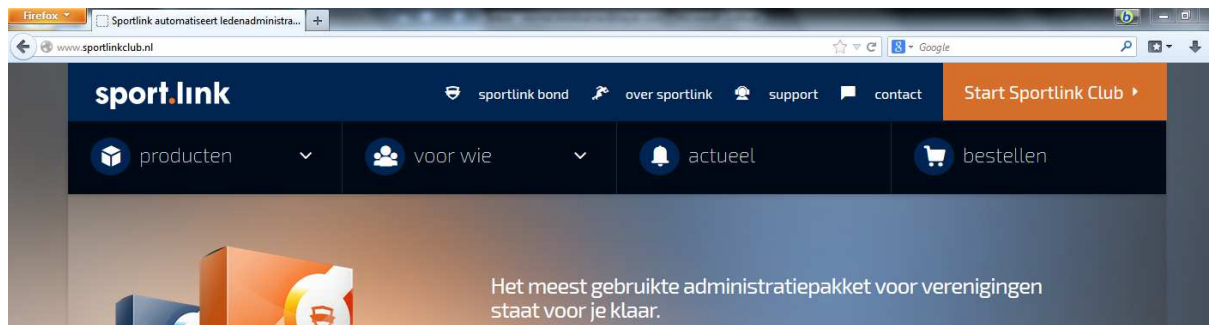 Firefox
Sportlink automatiseert ledenadministra...
www.sportlinkclub.nl
Google
sport.link
sportlink bond
over sportlink
support
contact
Start Sportlink Club
producten
voor wie
actueel
bestellen
Het meest gebruikte administratiepakket voor verenigingen
staat voor je klaar.